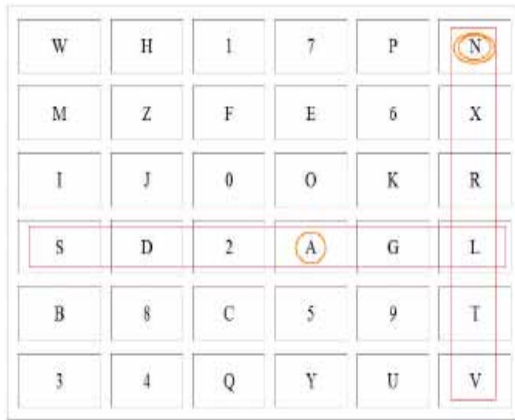 W H 1 7 P N
M Z F E 6 X
I J 0 O K R
S D 2 A G L
B 8 C 5 9 T
3 4 Q Y U V